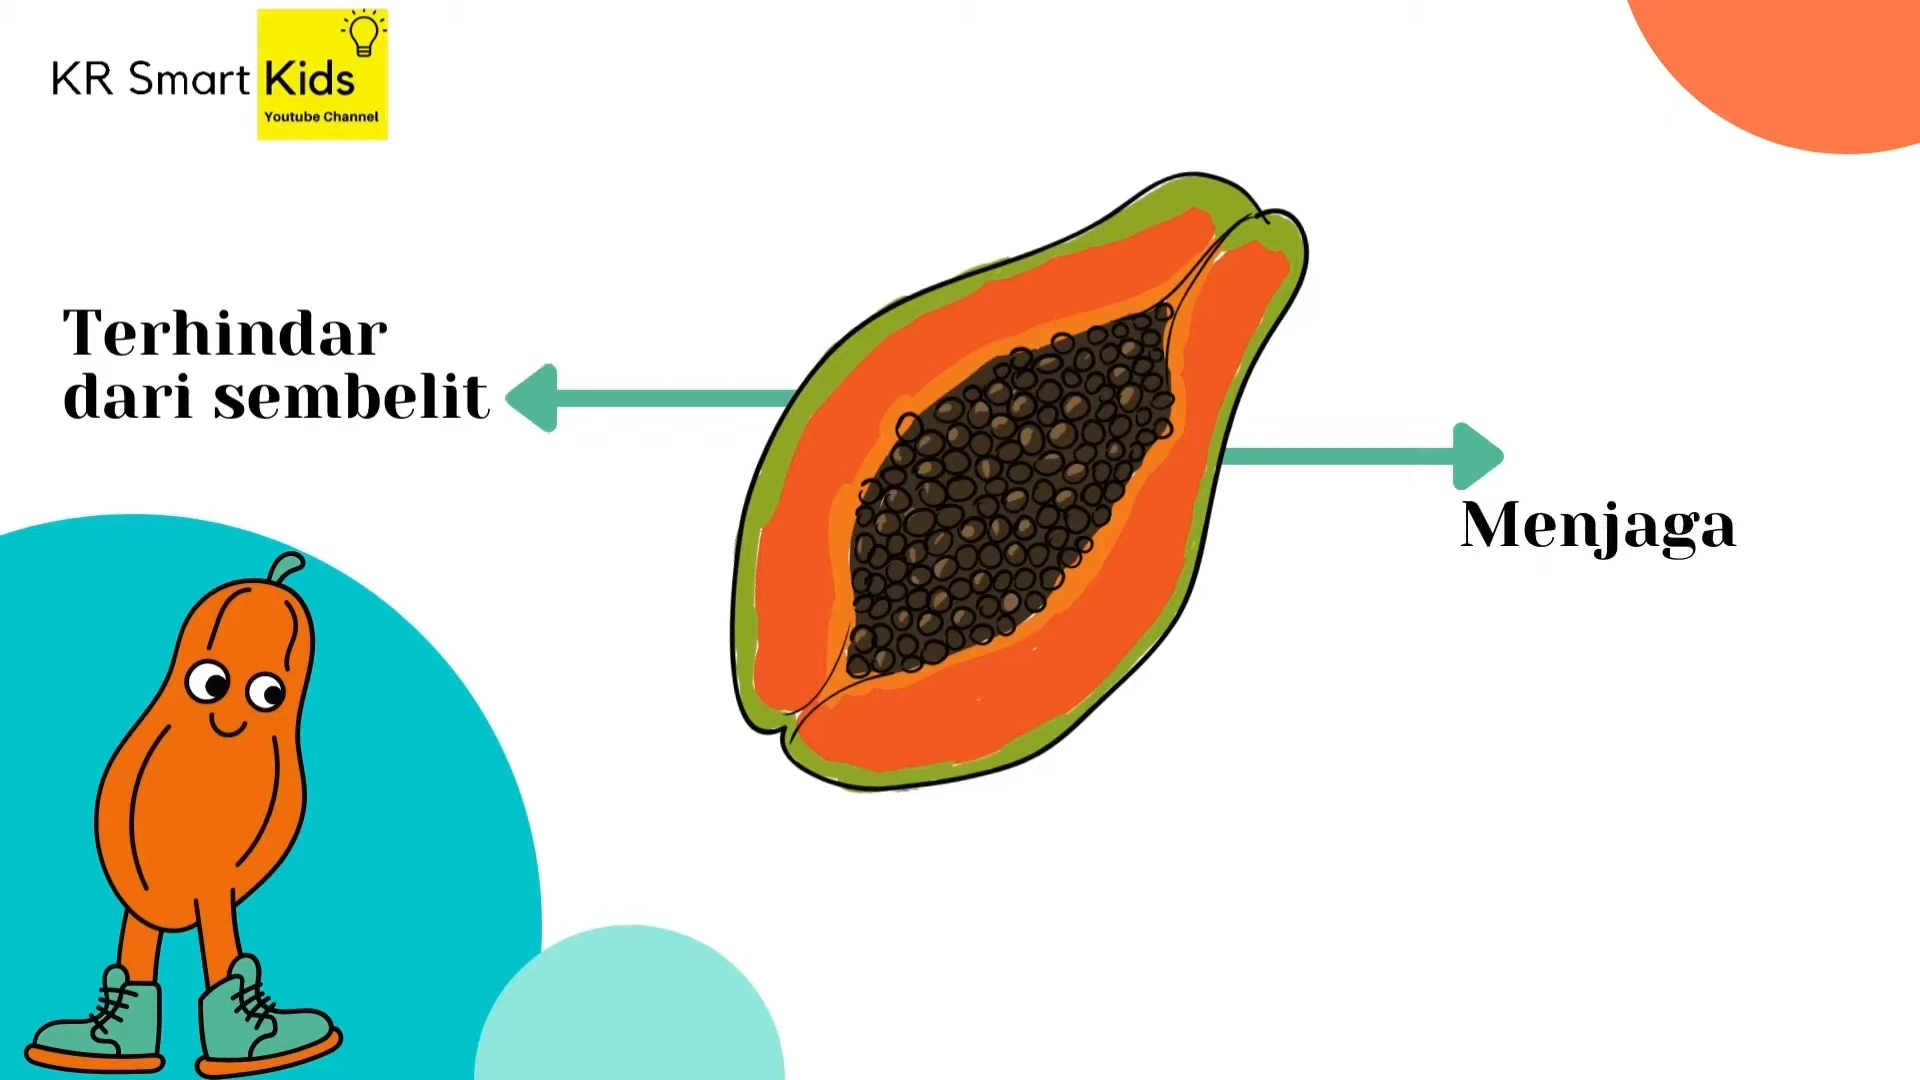 KR Smart Kids
Youtube Channel
Terhindar
dari sembelit
Menjaga